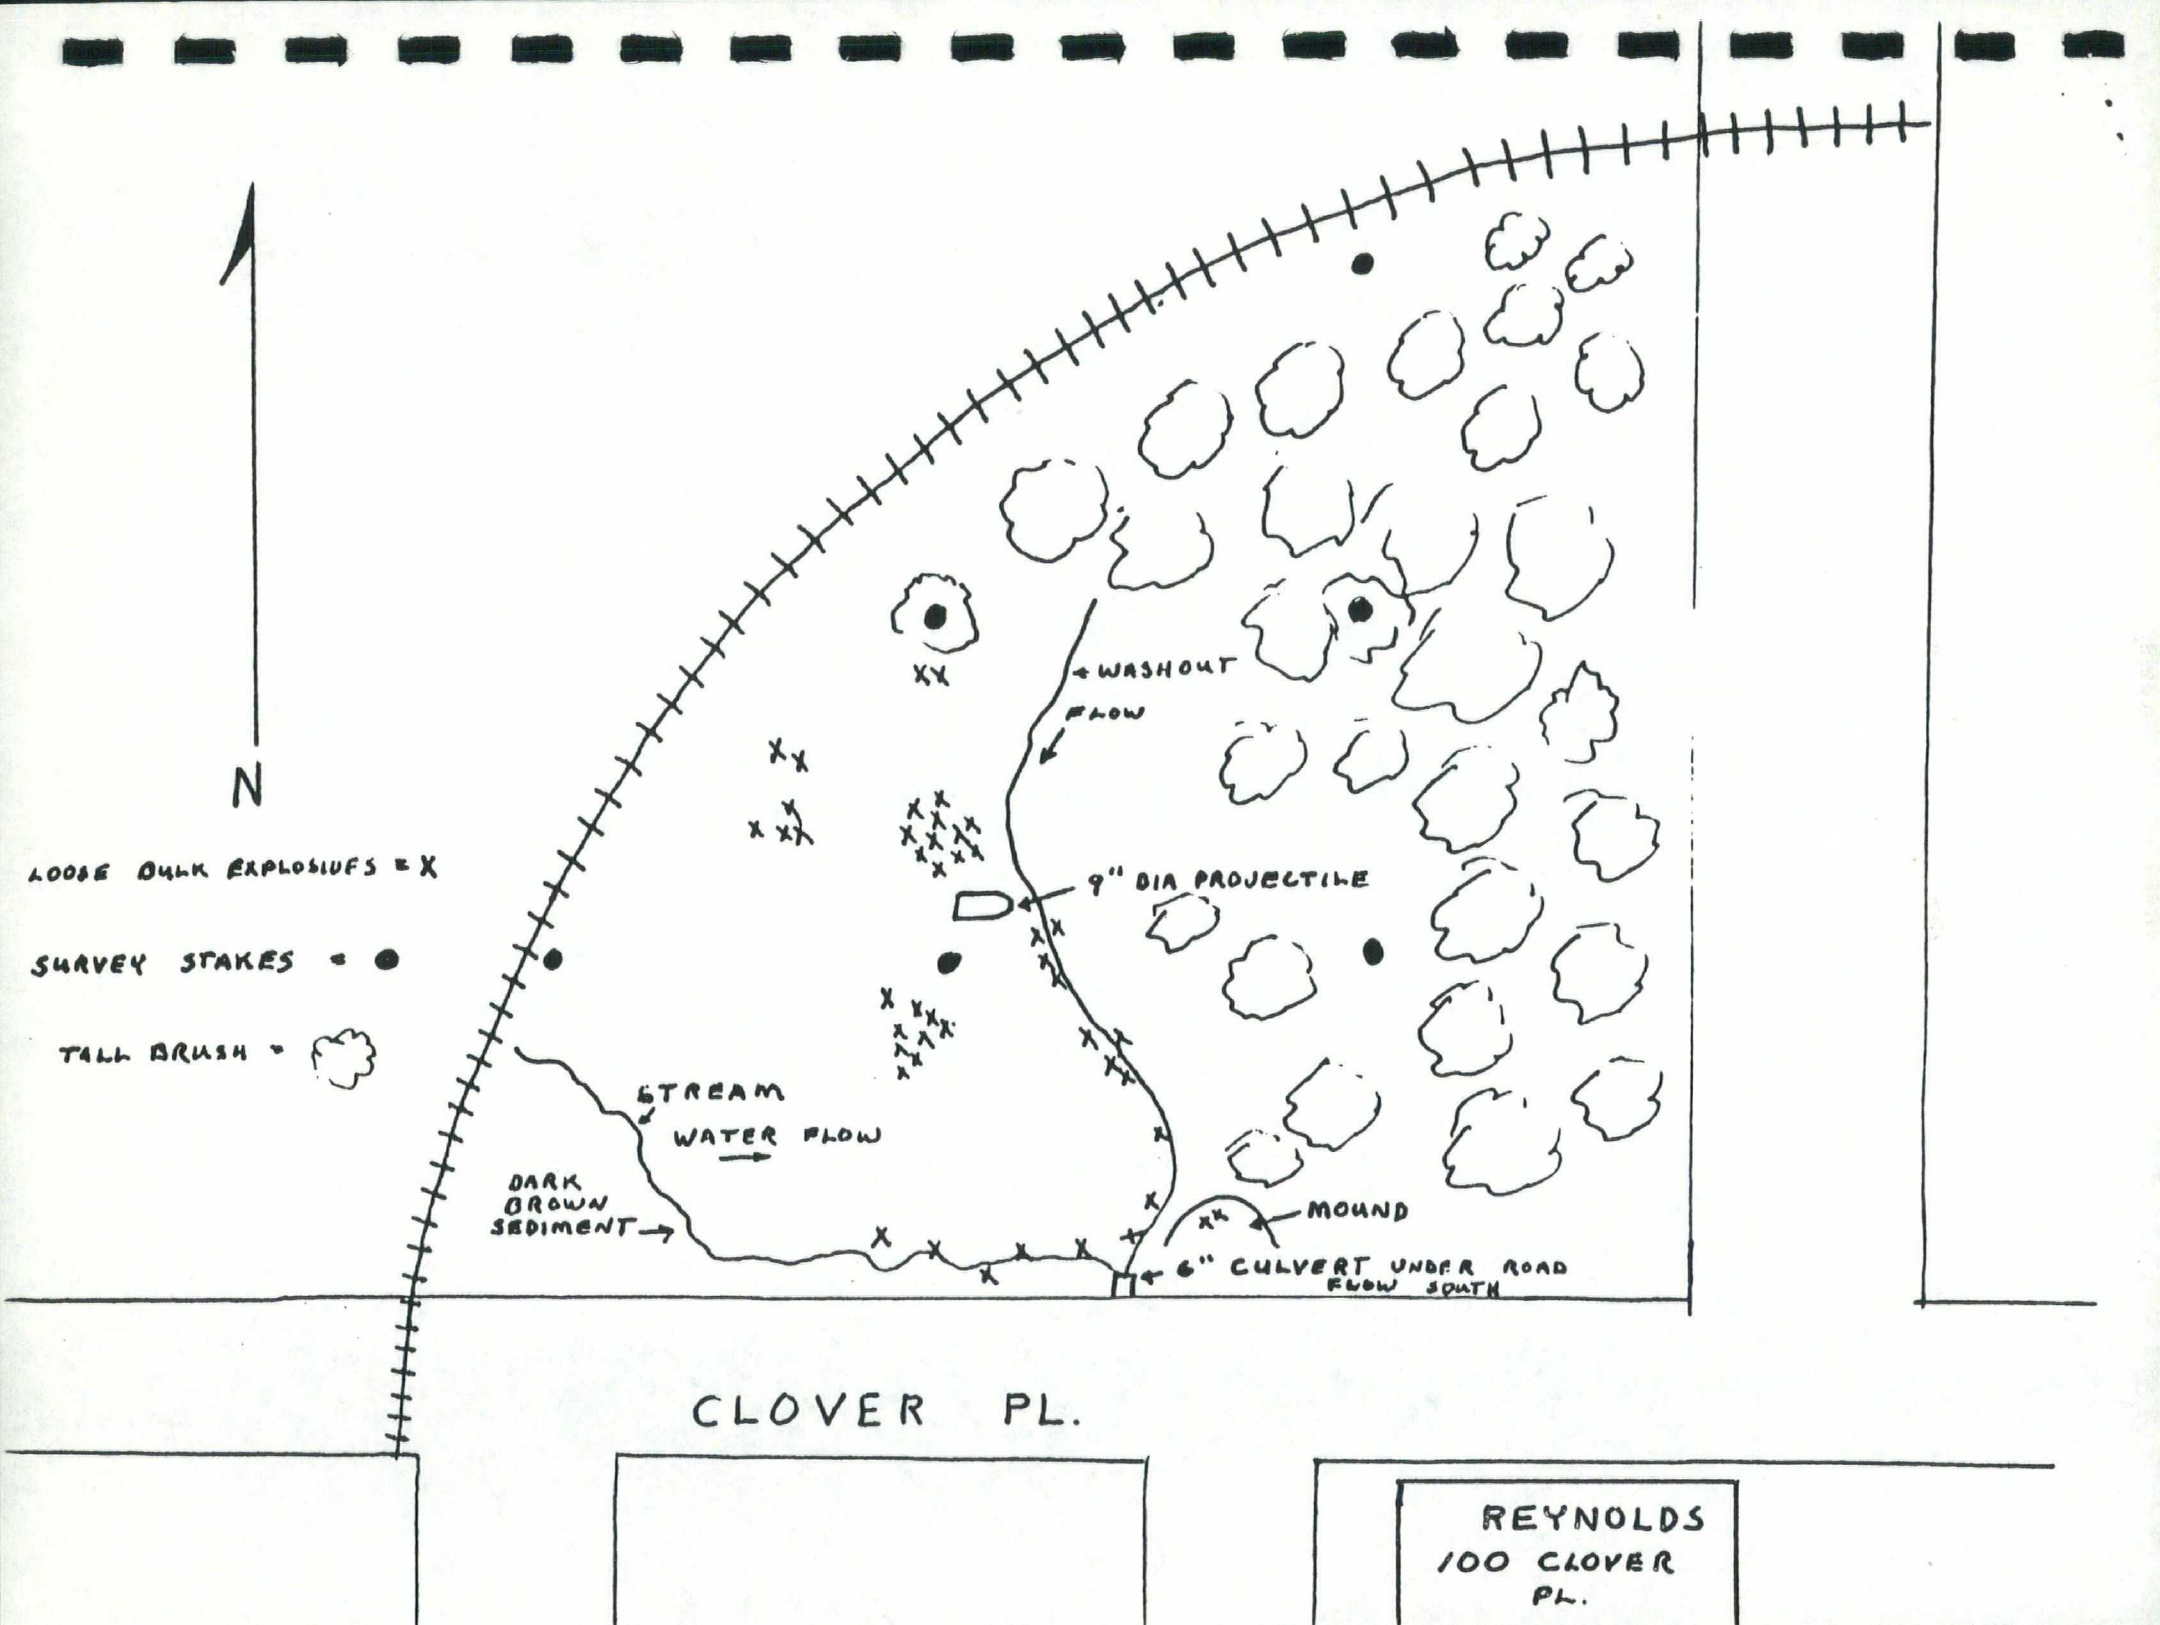 N
LOOSE BULK EXPLOSIVES = X
SURVEY STAKES =
TALL BRUSH =
WASHOUT
FLOW
9" DIA PROJECTILE
STREAM
WATER FLOW
DARK
BROWN
SEDIMENT
MOUND
6" CULVERT UNDER ROAD
FLOW SOUTH
CLOVER PL.
REYNOLDS
100 CLOVER
PL.